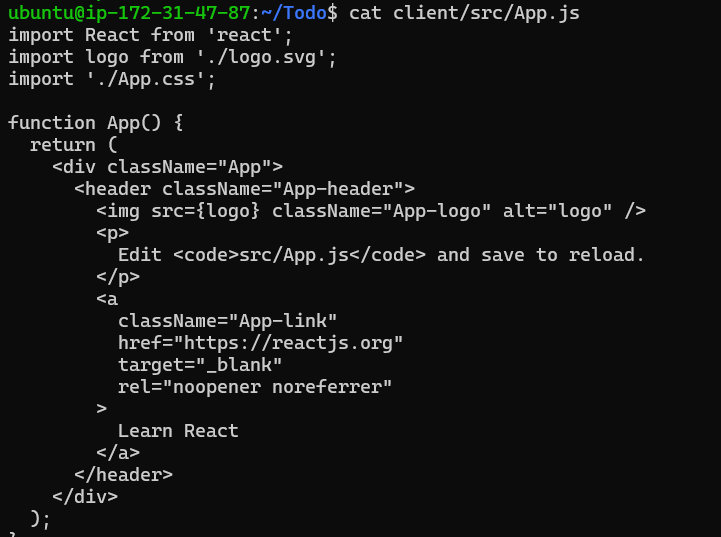 ubuntu@ip-172-31-47-87:~/Todo$ cat client/src/App.js
import React from 'react';
import logo from './logo.svg';
import './App.css';

function App() {
  return (
    <div className="App">
      <header className="App-header">
        <img src={logo} className="App-logo" alt="logo" />
        <p>
          Edit <code>src/App.js</code> and save to reload.
        </p>
        <a
          className="App-link"
          href="https://reactjs.org"
          target="_blank"
          rel="noopener noreferrer"
        >
          Learn React
        </a>
      </header>
    </div>
  );
}